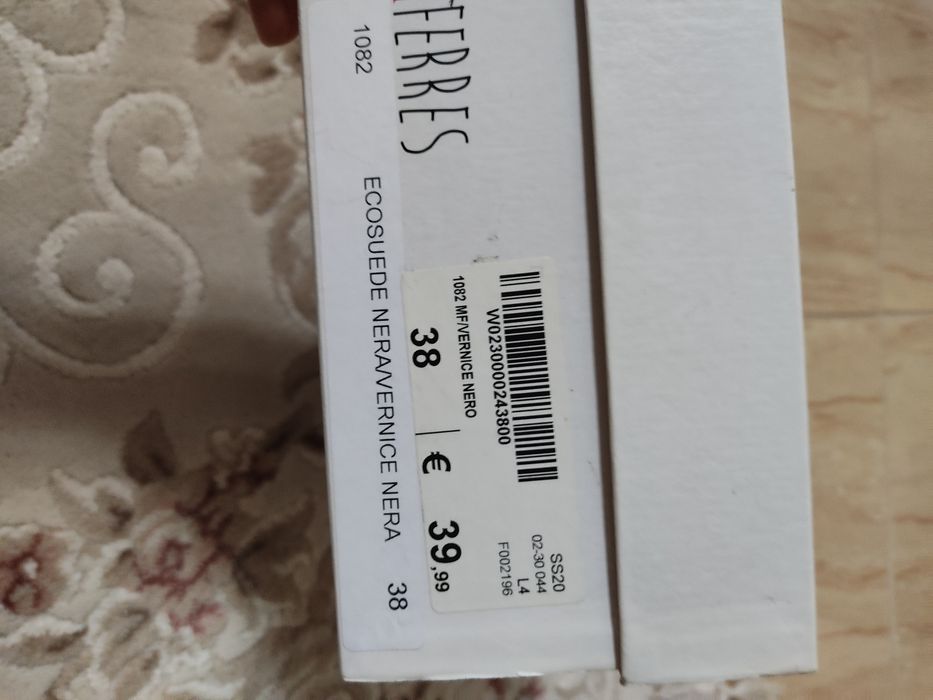 FERRES
1082 ECOSUEDE NERA/VERNICE NERA 38
W0230000243800
1082 MF/VERNICE NERO
38 € 39,99
SS20
02-30 044
L4
F002196